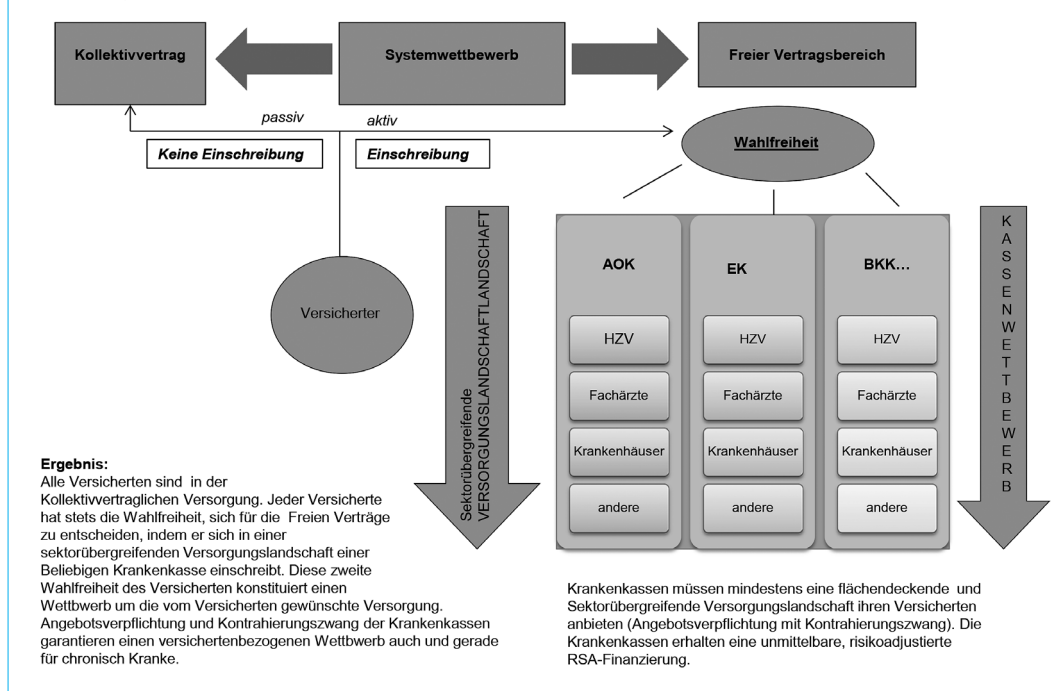 Kollektivvertrag
Systemwettbewerb
Freier Vertragsbereich
passiv
aktiv
Keine Einschreibung
Einschreibung
Wahlfreiheit
Versicherter
Sektorübergreifende
VERSORGUNGSLANDSCHAFTLANDSCHAFT
AOK
EK
BKK...
HZV
HZV
HZV
Fachärzte
Fachärzte
Fachärzte
Krankenhäuser
Krankenhäuser
Krankenhäuser
andere
andere
andere
KASSENWETTBEWERB
Ergebnis:
Alle Versicherten sind in der
Kollektivvertraglichen Versorgung. Jeder Versicherte
hat stets die Wahlfreiheit, sich für die Freien Verträge
zu entscheiden, indem er sich in einer
sektorübergreifenden Versorgungslandschaft einer
Beliebigen Krankenkasse einschreibt. Diese zweite
Wahlfreiheit des Versicherten konstituiert einen
Wettbewerb um die vom Versicherten gewünschte Versorgung.
Angebotsverpflichtung und Kontrahierungszwang der Krankenkassen
garantieren einen versichertenbezogenen Wettbewerb auch und gerade
für chronisch Kranke.
Krankenkassen müssen mindestens eine flächendeckende und
Sektorübergreifende Versorgungslandschaft ihren Versicherten
anbieten (Angebotsverpflichtung mit Kontrahierungszwang). Die
Krankenkassen erhalten eine unmittelbare, risikoadjustierte
RSA-Finanzierung.